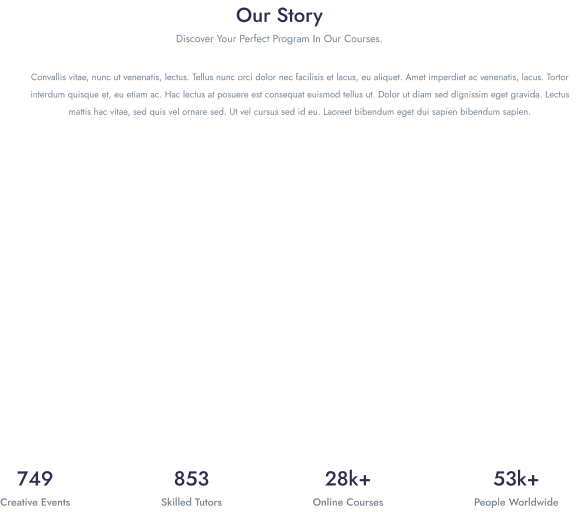 Our Story
Discover Your Perfect Program In Our Courses.
Convallis vitae, nunc ut venenatis, lectus. Tellus nunc orci dolor nec facilisis et lacus, eu aliquet. Amet imperdiet ac venenatis, lacus. Tortor
interdum quisque et, eu etiam ac. Hac lectus at posuere est consequat euismod tellus ut. Dolor ut diam sed dignissim eget gravida. Lectus
mattis hac vitae, sed quis vel ornare sed. Ut vel cursus sed id eu. Laoreet bibendum eget dui sapien bibendum sapien.
749 853 28k+ 53k+
Creative Events Skilled Tutors Online Courses People Worldwide